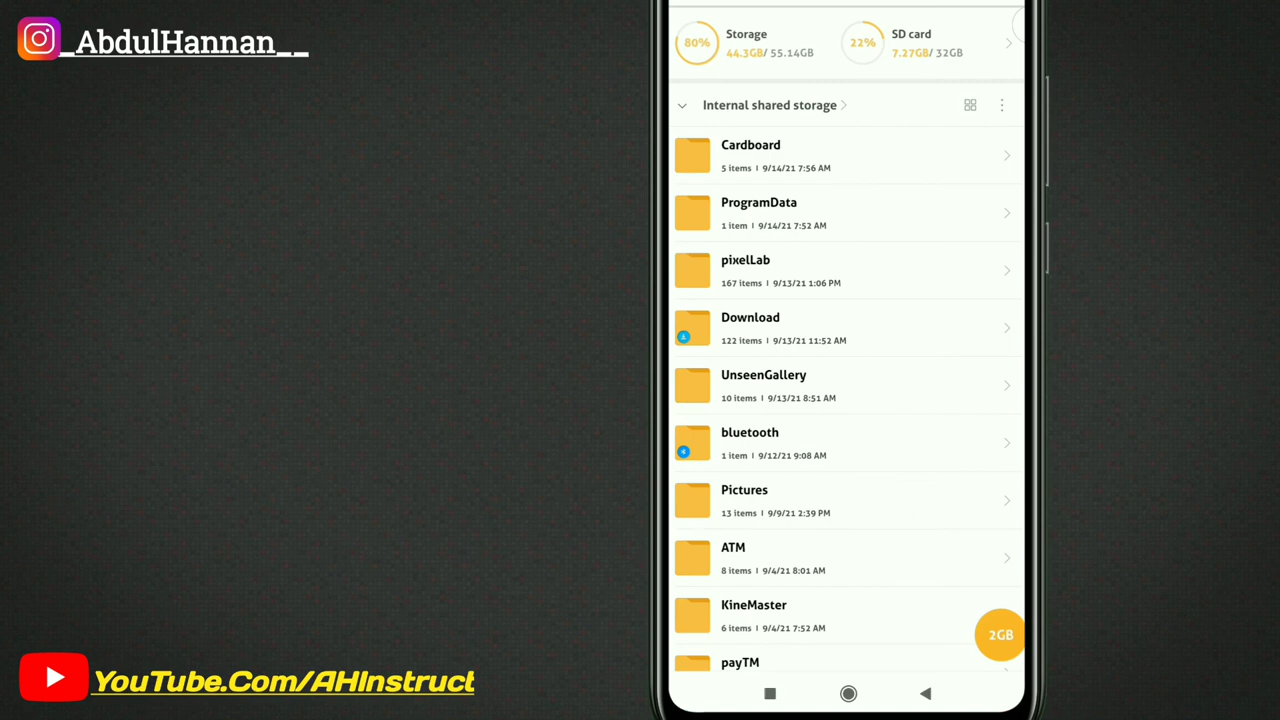 _AbdulHannan_ _
80%
Storage
44.3GB/ 55.14GB
22%
SD card
7.27GB/ 32GB
Internal shared storage
Cardboard
5 items | 9/14/21 7:56 AM
ProgramData
1 item | 9/14/21 7:52 AM
pixelLab
167 items | 9/13/21 1:06 PM
Download
122 items | 9/13/21 11:52 AM
UnseenGallery
10 items | 9/13/21 8:51 AM
bluetooth
1 item | 9/12/21 9:08 AM
Pictures
13 items | 9/9/21 2:39 PM
ATM
8 items | 9/4/21 8:01 AM
KineMaster
6 items | 9/4/21 7:52 AM
2GB
payTM
YouTube.Com/AHInstruct